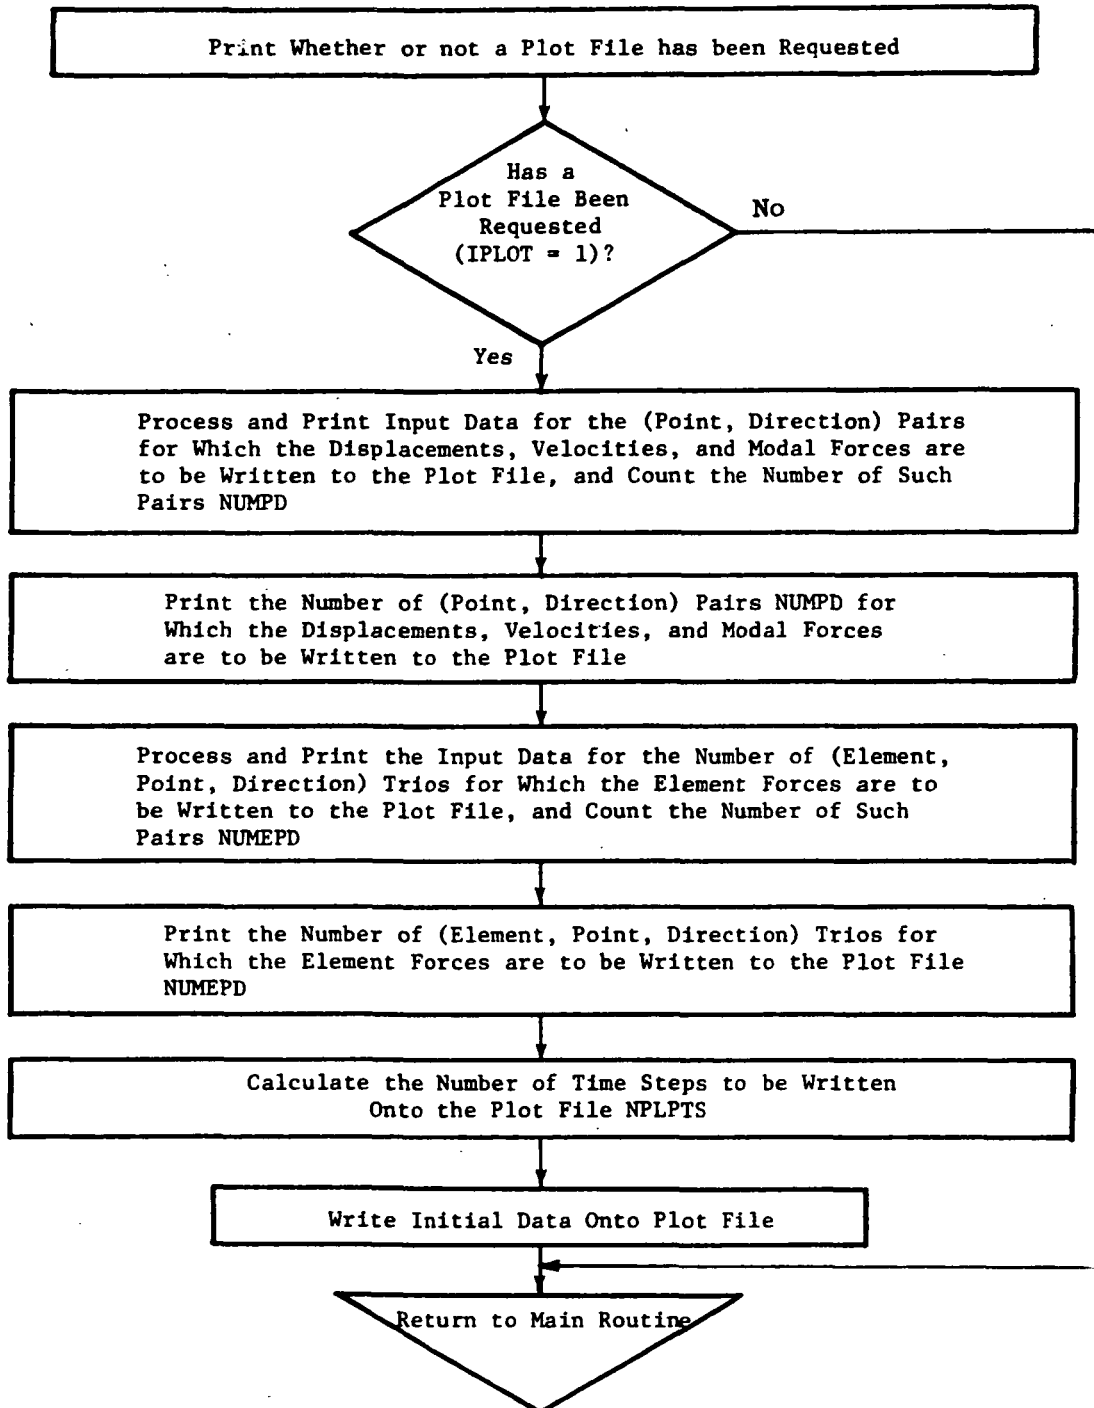 Print Whether or not a Plot File has been Requested
Has a
Plot File Been
Requested
(IPLOT = 1)?
No
Yes
Process and Print Input Data for the (Point, Direction) Pairs
for Which the Displacements, Velocities, and Modal Forces are
to be Written to the Plot File, and Count the Number of Such
Pairs NUMPD
Print the Number of (Point, Direction) Pairs NUMPD for
Which the Displacements, Velocities, and Modal Forces
are to be Written to the Plot File
Process and Print the Input Data for the Number of (Element,
Point, Direction) Trios for Which the Element Forces are to
be Written to the Plot File, and Count the Number of Such
Pairs NUMEPD
Print the Number of (Element, Point, Direction) Trios for
Which the Element Forces are to be Written to the Plot File
NUMEPD
Calculate the Number of Time Steps to be Written
Onto the Plot File NPLPTS
Write Initial Data Onto Plot File
Return to Main Routine